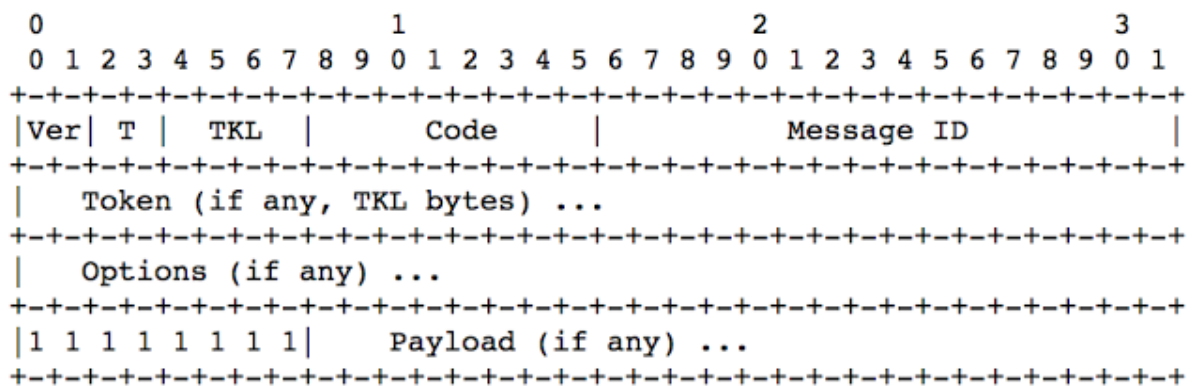 0                   1                   2                   3
 0 1 2 3 4 5 6 7 8 9 0 1 2 3 4 5 6 7 8 9 0 1 2 3 4 5 6 7 8 9 0 1
+-+-+-+-+-+-+-+-+-+-+-+-+-+-+-+-+-+-+-+-+-+-+-+-+-+-+-+-+-+-+-+-+
|Ver| T |  TKL  |      Code     |          Message ID           |
+-+-+-+-+-+-+-+-+-+-+-+-+-+-+-+-+-+-+-+-+-+-+-+-+-+-+-+-+-+-+-+-+
|   Token (if any, TKL bytes) ...
+-+-+-+-+-+-+-+-+-+-+-+-+-+-+-+-+-+-+-+-+-+-+-+-+-+-+-+-+-+-+-+-+
|   Options (if any) ...
+-+-+-+-+-+-+-+-+-+-+-+-+-+-+-+-+-+-+-+-+-+-+-+-+-+-+-+-+-+-+-+-+
|1 1 1 1 1 1 1 1|    Payload (if any) ...
+-+-+-+-+-+-+-+-+-+-+-+-+-+-+-+-+-+-+-+-+-+-+-+-+-+-+-+-+-+-+-+-+